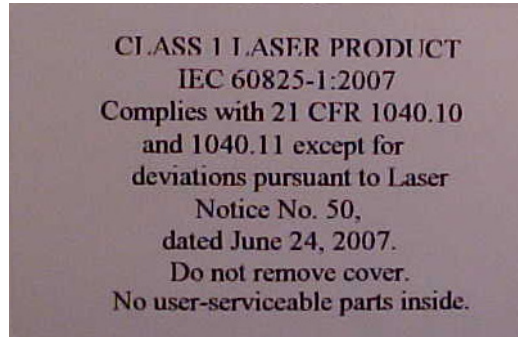 CLASS 1 LASER PRODUCT
IEC 60825-1:2007
Complies with 21 CFR 1040.10
and 1040.11 except for
deviations pursuant to Laser
Notice No. 50,
dated June 24, 2007.
Do not remove cover.
No user-serviceable parts inside.